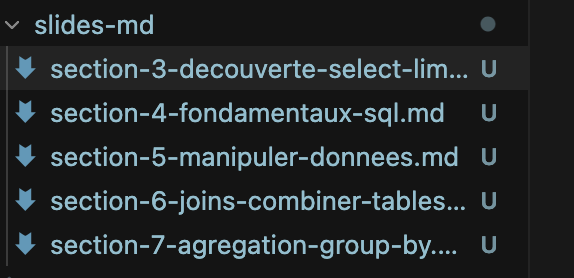 slides-md
section-3-decouverte-select-lim... U
section-4-fondamentaux-sql.md U
section-5-manipuler-donnees.md U
section-6-joins-combiner-tables... U
section-7-agregation-group-by.... U